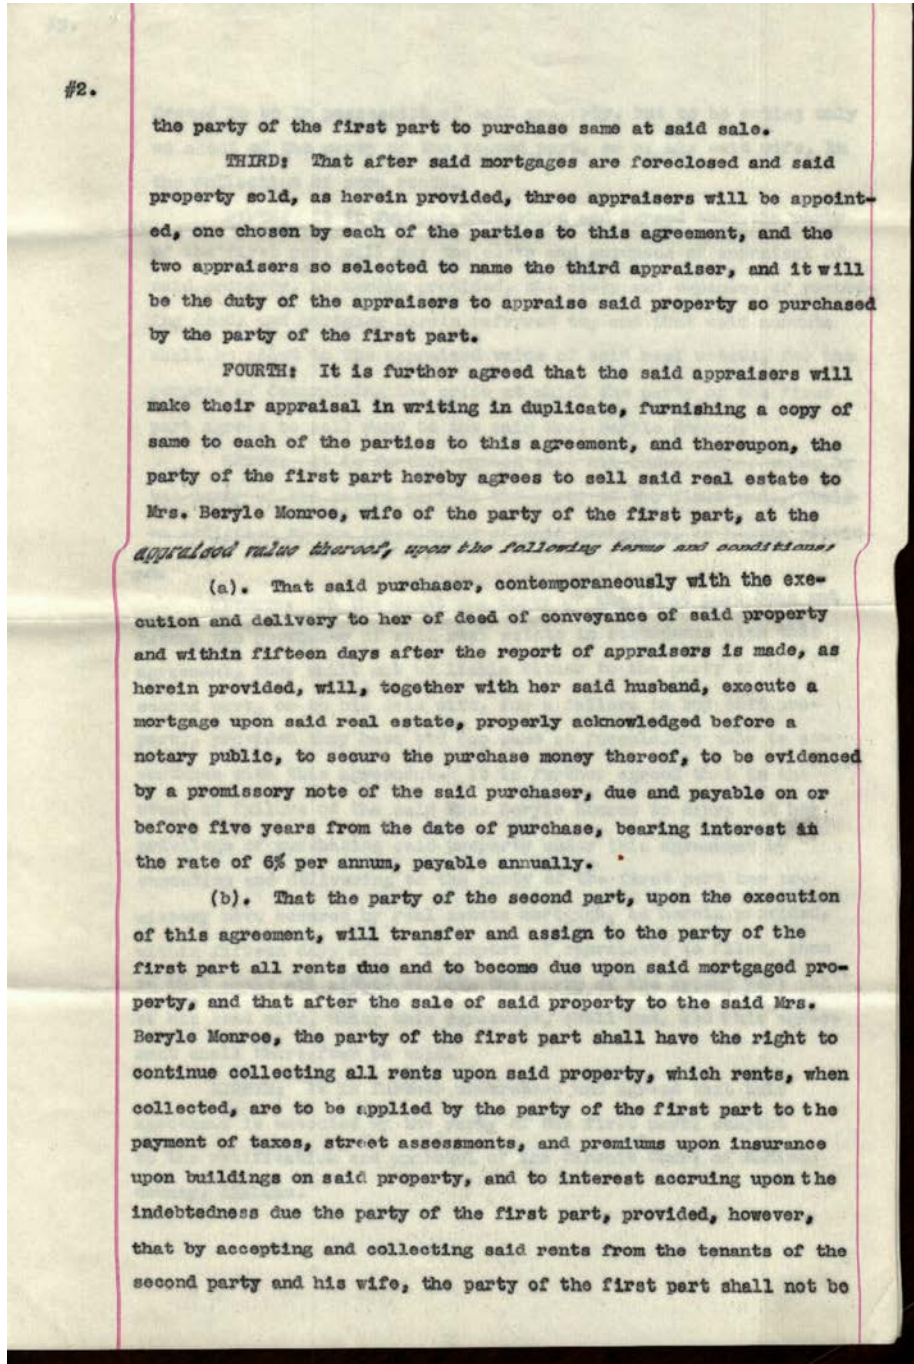 #2.
the party of the first part to purchase same at said sale.
THIRD: That after said mortgages are foreclosed and said
property sold, as herein provided, three appraisers will be appoint-
ed, one chosen by each of the parties to this agreement, and the
two appraisers so selected to name the third appraiser, and it will
be the duty of the appraisers to appraise said property so purchased
by the party of the first part.
FOURTH: It is further agreed that the said appraisers will
make their appraisal in writing in duplicate, furnishing a copy of
same to each of the parties to this agreement, and thereupon, the
party of the first part hereby agrees to sell said real estate to
Mrs. Beryle Monroe, wife of the party of the first part, at the
appraised value thereof, upon the following terms and conditions:
(a). That said purchaser, contemporaneously with the exe-
cution and delivery to her of deed of conveyance of said property
and within fifteen days after the report of appraisers is made, as
herein provided, will, together with her said husband, execute a
mortgage upon said real estate, properly acknowledged before a
notary public, to secure the purchase money thereof, to be evidenced
by a promissory note of the said purchaser, due and payable on or
before five years from the date of purchase, bearing interest in
the rate of 6% per annum, payable annually.
(b). That the party of the second part, upon the execution
of this agreement, will transfer and assign to the party of the
first part all rents due and to become due upon said mortgaged pro-
perty, and that after the sale of said property to the said Mrs.
Beryle Monroe, the party of the first part shall have the right to
continue collecting all rents upon said property, which rents, when
collected, are to be applied by the party of the first part to the
payment of taxes, street assessments, and premiums upon insurance
upon buildings on said property, and to interest accruing upon the
indebtedness due the party of the first part, provided, however,
that by accepting and collecting said rents from the tenants of the
second party and his wife, the party of the first part shall not be